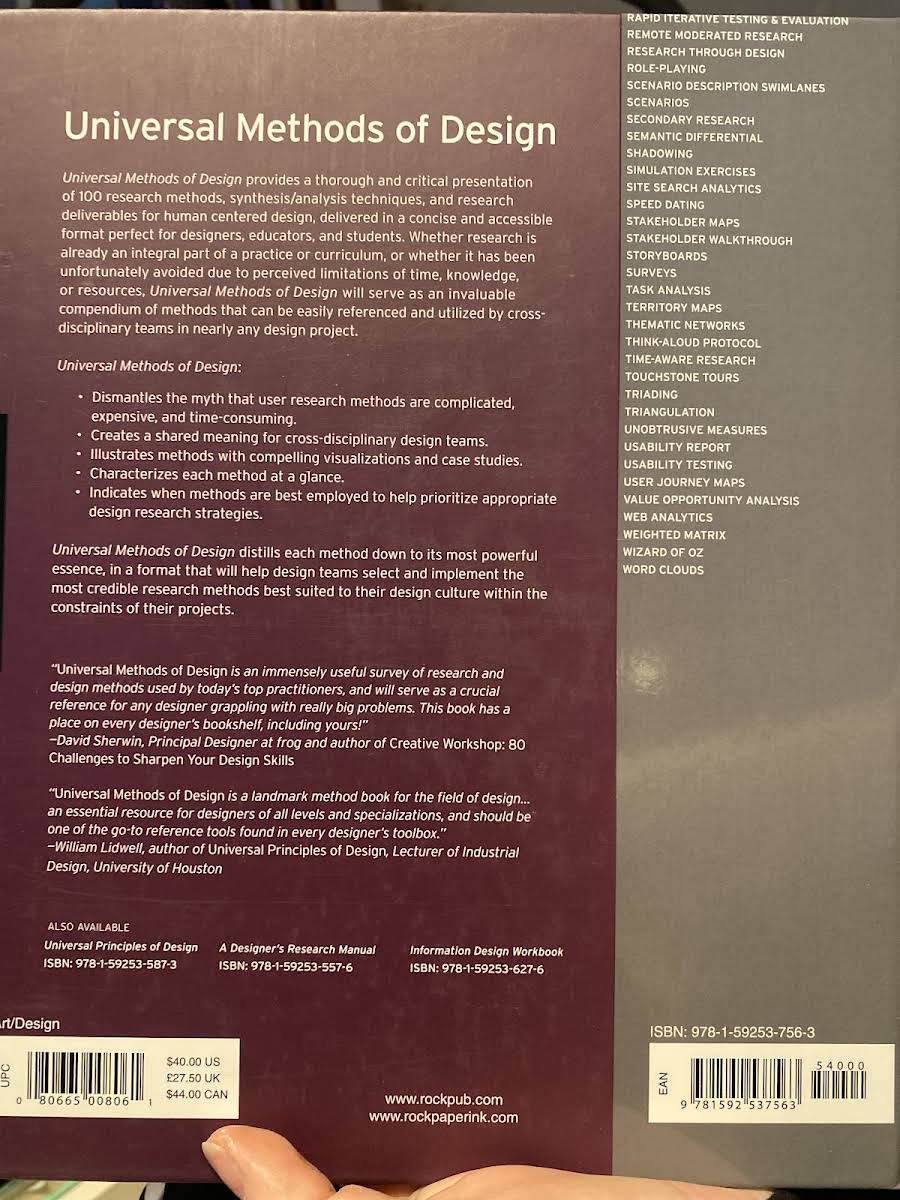 Universal Methods of Design
Universal Methods of Design provides a thorough and critical presentation
of 100 research methods, synthesis/analysis techniques, and research
deliverables for human centered design, delivered in a concise and accessible
format perfect for designers, educators, and students. Whether research is
already an integral part of a practice or curriculum, or whether it has been
unfortunately avoided due to perceived limitations of time, knowledge,
or resources, Universal Methods of Design will serve as an invaluable
compendium of methods that can be easily referenced and utilized by cross-
disciplinary teams in nearly any design project.
Universal Methods of Design:
• Dismantles the myth that user research methods are complicated,
expensive, and time-consuming.
• Creates a shared meaning for cross-disciplinary design teams.
• Illustrates methods with compelling visualizations and case studies.
• Characterizes each method at a glance.
• Indicates when methods are best employed to help prioritize appropriate
design research strategies.
Universal Methods of Design distills each method down to its most powerful
essence, in a format that will help design teams select and implement the
most credible research methods best suited to their design culture within the
constraints of their projects.
“Universal Methods of Design is an immensely useful survey of research and
design methods used by today’s top practitioners, and will serve as a crucial
reference for any designer grappling with really big problems. This book has a
place on every designer’s bookshelf, including yours!”
—David Sherwin, Principal Designer at frog and author of Creative Workshop: 80
Challenges to Sharpen Your Design Skills
“Universal Methods of Design is a landmark method book for the field of design...
an essential resource for designers of all levels and specializations, and should be
one of the go-to reference tools found in every designer’s toolbox.”
—William Lidwell, author of Universal Principles of Design, Lecturer of Industrial
Design, University of Houston
ALSO AVAILABLE
Universal Principles of Design
ISBN: 978-1-59253-587-3
A Designer’s Research Manual
ISBN: 978-1-59253-557-6
Information Design Workbook
ISBN: 978-1-59253-627-6
rt/Design
UPC
0 80665 00806 1
$40.00 US
£27.50 UK
$44.00 CAN
www.rockpub.com
www.rockpaperink.com
RAPID ITERATIVE TESTING & EVALUATION
REMOTE MODERATED RESEARCH
RESEARCH THROUGH DESIGN
ROLE-PLAYING
SCENARIO DESCRIPTION SWIMLANES
SCENARIOS
SECONDARY RESEARCH
SEMANTIC DIFFERENTIAL
SHADOWING
SIMULATION EXERCISES
SITE SEARCH ANALYTICS
SPEED DATING
STAKEHOLDER MAPS
STAKEHOLDER WALKTHROUGH
STORYBOARDS
SURVEYS
TASK ANALYSIS
TERRITORY MAPS
THEMATIC NETWORKS
THINK-ALOUD PROTOCOL
TIME-AWARE RESEARCH
TOUCHSTONE TOURS
TRIADING
TRIANGULATION
UNOBTRUSIVE MEASURES
USABILITY REPORT
USABILITY TESTING
USER JOURNEY MAPS
VALUE OPPORTUNITY ANALYSIS
WEB ANALYTICS
WEIGHTED MATRIX
WIZARD OF OZ
WORD CLOUDS
ISBN: 978-1-59253-756-3
EAN
54000
9 781592 537563